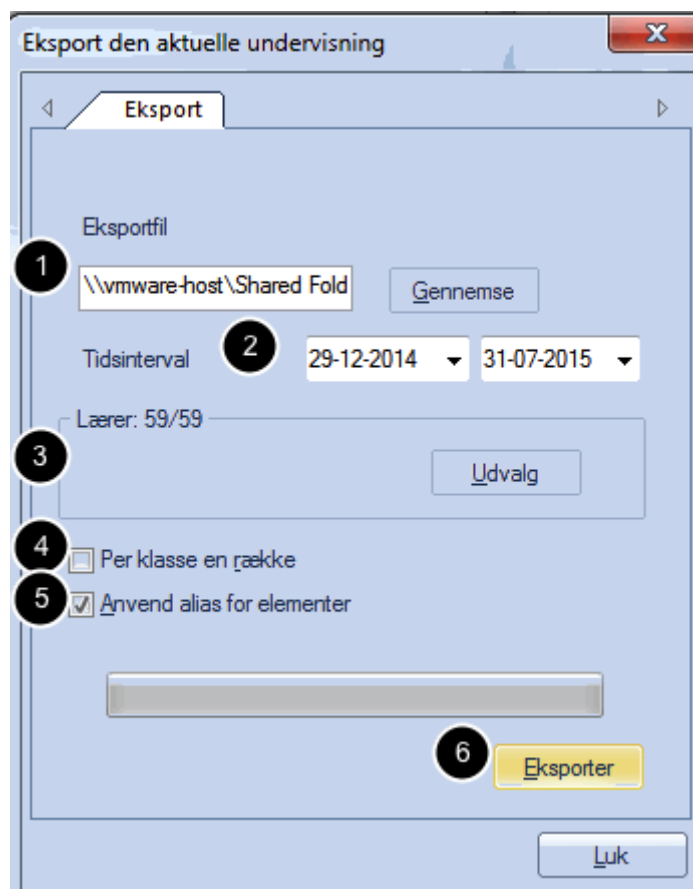 Eksport den aktuelle undervisning
x
Eksport
Eksportfil
1
\\vmware-host\Shared Fold
Gennemse
2
Tidsinterval
29-12-2014
31-07-2015
Lærer: 59/59
3
Udvalg
4
Per klasse en række
5
Anvend alias for elementer
6
Eksporter
Luk